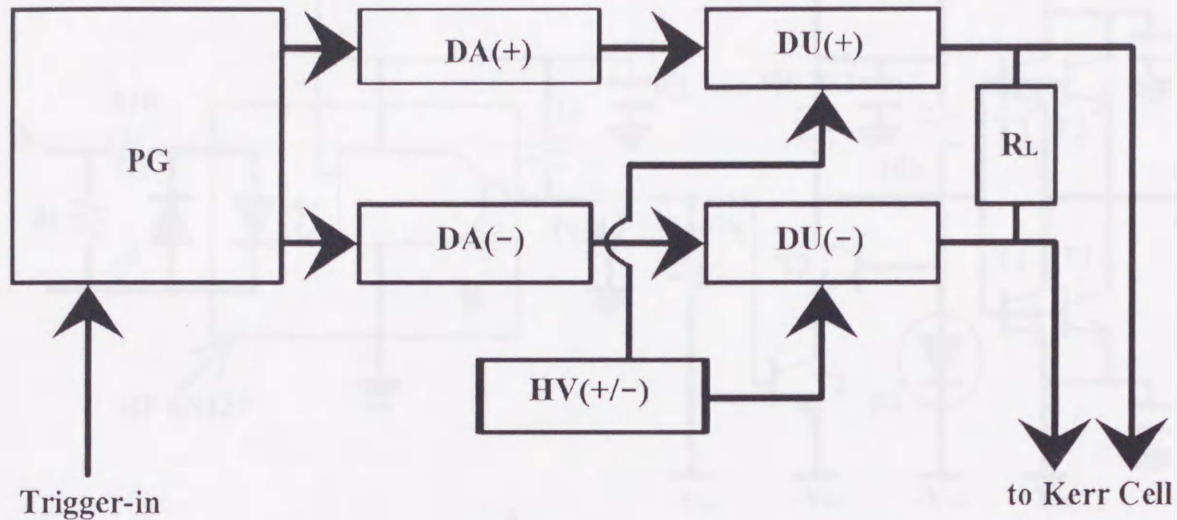 DA(+)
DU(+)
PG
RL
DA(−)
DU(−)
HV(+/−)
Trigger-in
to Kerr Cell